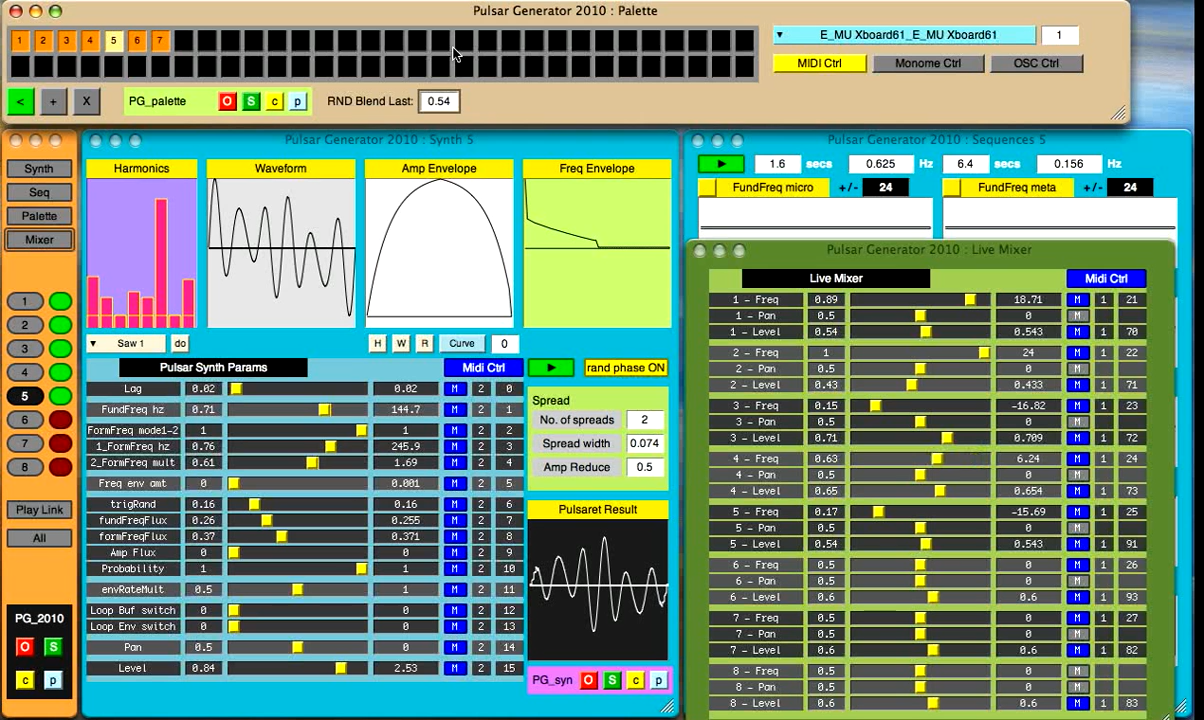 Pulsar Generator 2010 : Palette
1 2 3 4 5 6 7
▼ E_MU Xboard61_E_MU Xboard61 1
MIDI Ctrl Monome Ctrl OSC Ctrl
< + X PG_palette O S c p RND Blend Last: 0.54
Synth
Seq
Palette
Mixer
1
2
3
4
5
6
7
8
Play Link
All
PG_2010
O S
c p
Pulsar Generator 2010 : Synth 5
Harmonics Waveform Amp Envelope Freq Envelope
▼ Saw 1 do H W R Curve 0
Pulsar Synth Params Midi Ctrl
Lag 0.02 0.02 M 2 0
FundFreq hz 0.71 144.7 M 2 1
FormFreq mode1-2 1 1 M 2 2
1_FormFreq hz 0.76 245.9 M 2 3
2_FormFreq mult 0.61 1.69 M 2 4
Freq env amt 0 0.001 M 2 5
trigRand 0.16 0.16 M 2 6
fundFreqFlux 0.26 0.255 M 2 7
formFreqFlux 0.37 0.371 M 2 8
Amp Flux 0 0 M 2 9
Probability 1 1 M 2 10
envRateMult 0.5 1 M 2 11
Loop Buf switch 0 0 M 2 12
Loop Env switch 0 0 M 2 13
Pan 0.5 0 M 2 14
Level 0.84 2.53 M 2 15
rand phase ON
Spread
No. of spreads 2
Spread width 0.074
Amp Reduce 0.5
Pulsaret Result
PG_syn O S c p
Pulsar Generator 2010 : Sequences 5
1.6 secs 0.625 Hz 6.4 secs 0.156 Hz
FundFreq micro +/- 24 FundFreq meta +/- 24
Pulsar Generator 2010 : Live Mixer
Live Mixer Midi Ctrl
1 - Freq 0.89 18.71 M 1 21
1 - Pan 0.5 0 M
1 - Level 0.54 0.543 M 1 70
2 - Freq 1 24 M 1 22
2 - Pan 0.5 0 M
2 - Level 0.43 0.433 M 1 71
3 - Freq 0.15 -16.82 M 1 23
3 - Pan 0.5 0 M
3 - Level 0.71 0.709 M 1 72
4 - Freq 0.63 6.24 M 1 24
4 - Pan 0.5 0 M
4 - Level 0.65 0.654 M 1 73
5 - Freq 0.17 -15.69 M 1 25
5 - Pan 0.5 0 M
5 - Level 0.54 0.543 M 1 91
6 - Freq 0.5 0 M 1 26
6 - Pan 0.5 0 M
6 - Level 0.6 0.6 M 1 93
7 - Freq 0.5 0 M 1 27
7 - Pan 0.5 0 M
7 - Level 0.6 0.6 M 1 82
8 - Freq 0.5 0 M
8 - Pan 0.5 0 M
8 - Level 0.6 0.6 M 1 83